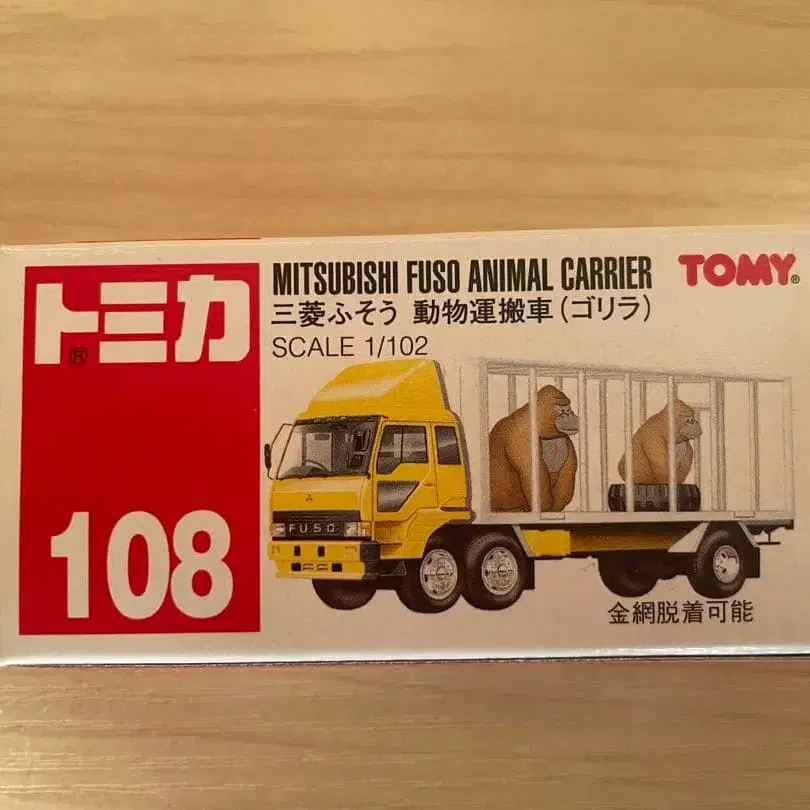 トミカ®
108
MITSUBISHI FUSO ANIMAL CARRIER
三菱ふそう 動物運搬車(ゴリラ)
SCALE 1/102
TOMY®
FUSO
金網脱着可能